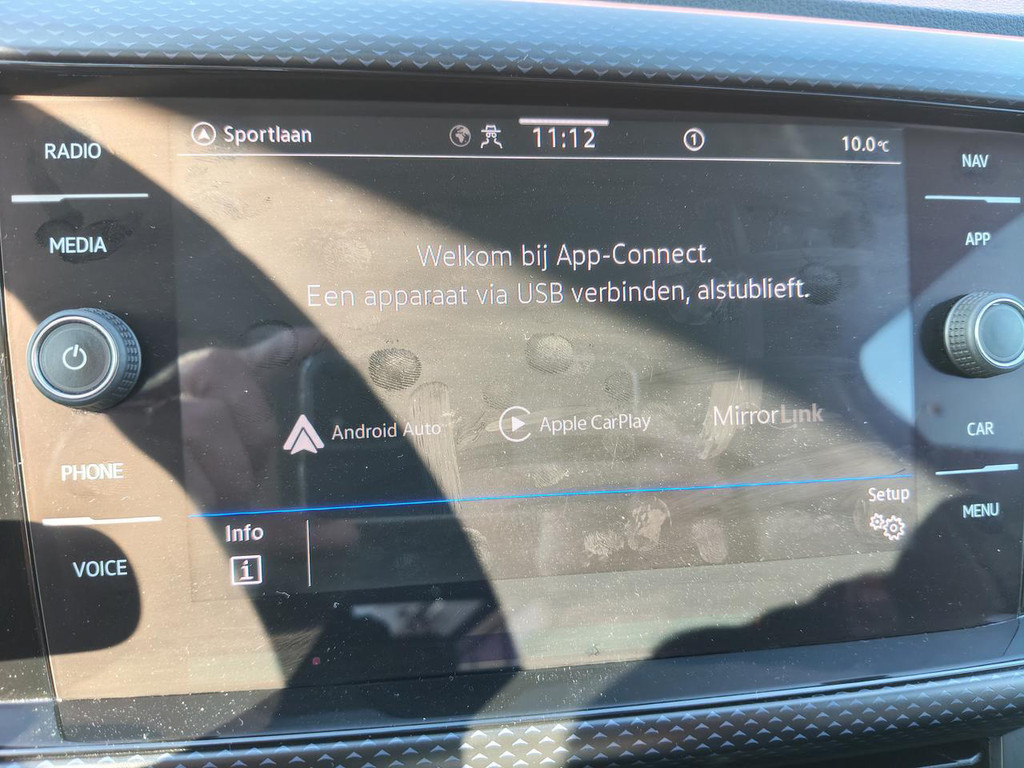 Sportlaan
11:12
1
10.0°C
RADIO
MEDIA
PHONE
VOICE
Welkom bij App-Connect.
Een apparaat via USB verbinden, alstublieft.
Android Auto
Apple CarPlay
MirrorLink
Info
i
Setup
NAV
APP
CAR
MENU